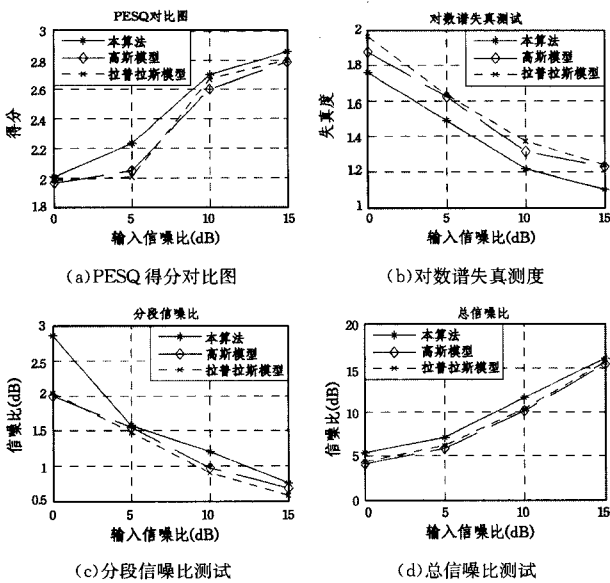 PESQ对比图
3
2.8
2.6
2.4
2.2
2
1.8
得分
本算法
高斯模型
拉普拉斯模型
0
5
10
15
输入信噪比(dB)
(a)PESQ得分对比图
对数谱失真测试
2
1.8
1.6
1.4
1.2
1
失真度
本算法
高斯模型
拉普拉斯模型
0
5
10
15
输入信噪比(dB)
(b)对数谱失真测度
分段信噪比
3
2.5
2
1.5
1
0.5
信噪比(dB)
本算法
高斯模型
拉普拉斯模型
0
5
10
15
输入信噪比(dB)
(c)分段信噪比测试
总信噪比
20
15
10
5
0
信噪比(dB)
本算法
高斯模型
拉普拉斯模型
0
5
10
15
输入信噪比(dB)
(d)总信噪比测试